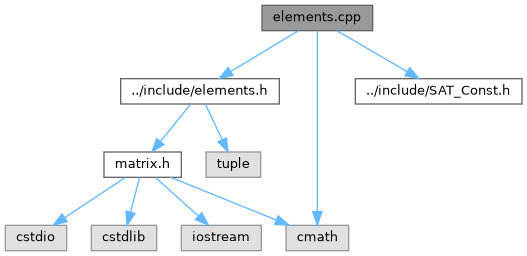 elements.cpp
../include/elements.h
../include/SAT_Const.h
matrix.h
tuple
cstdio
cstdlib
iostream
cmath